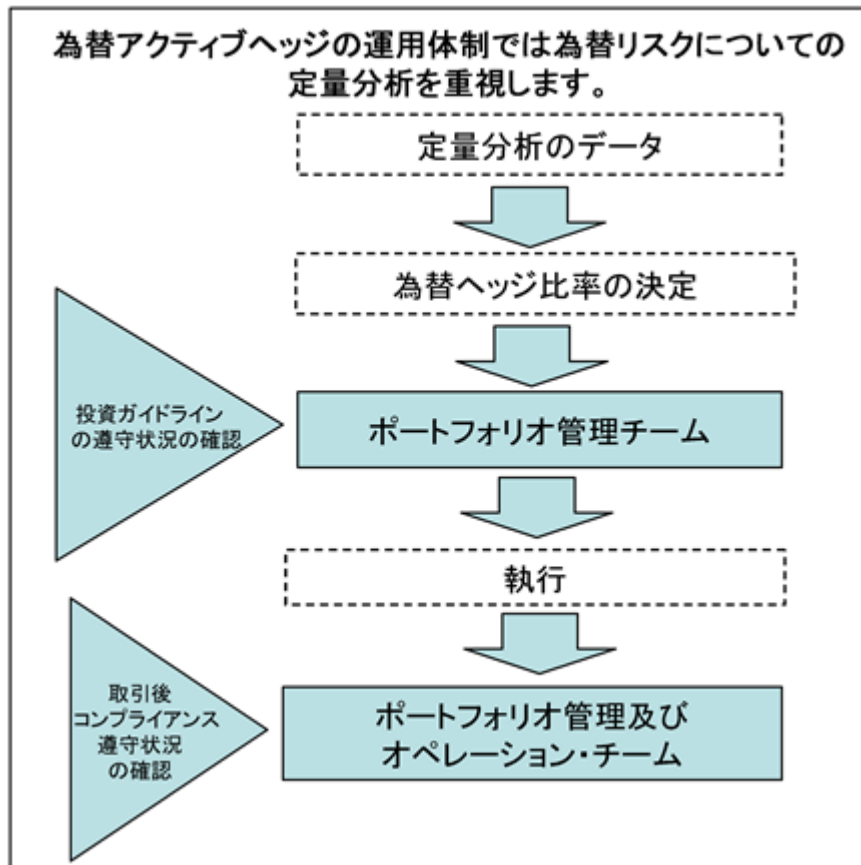 為替アクティブヘッジの運用体制では為替リスクについての
定量分析を重視します。
定量分析のデータ
為替ヘッジ比率の決定
投資ガイドライン
の遵守状況の確認
ポートフォリオ管理チーム
執行
取引後
コンプライアンス
遵守状況
の確認
ポートフォリオ管理及び
オペレーション・チーム